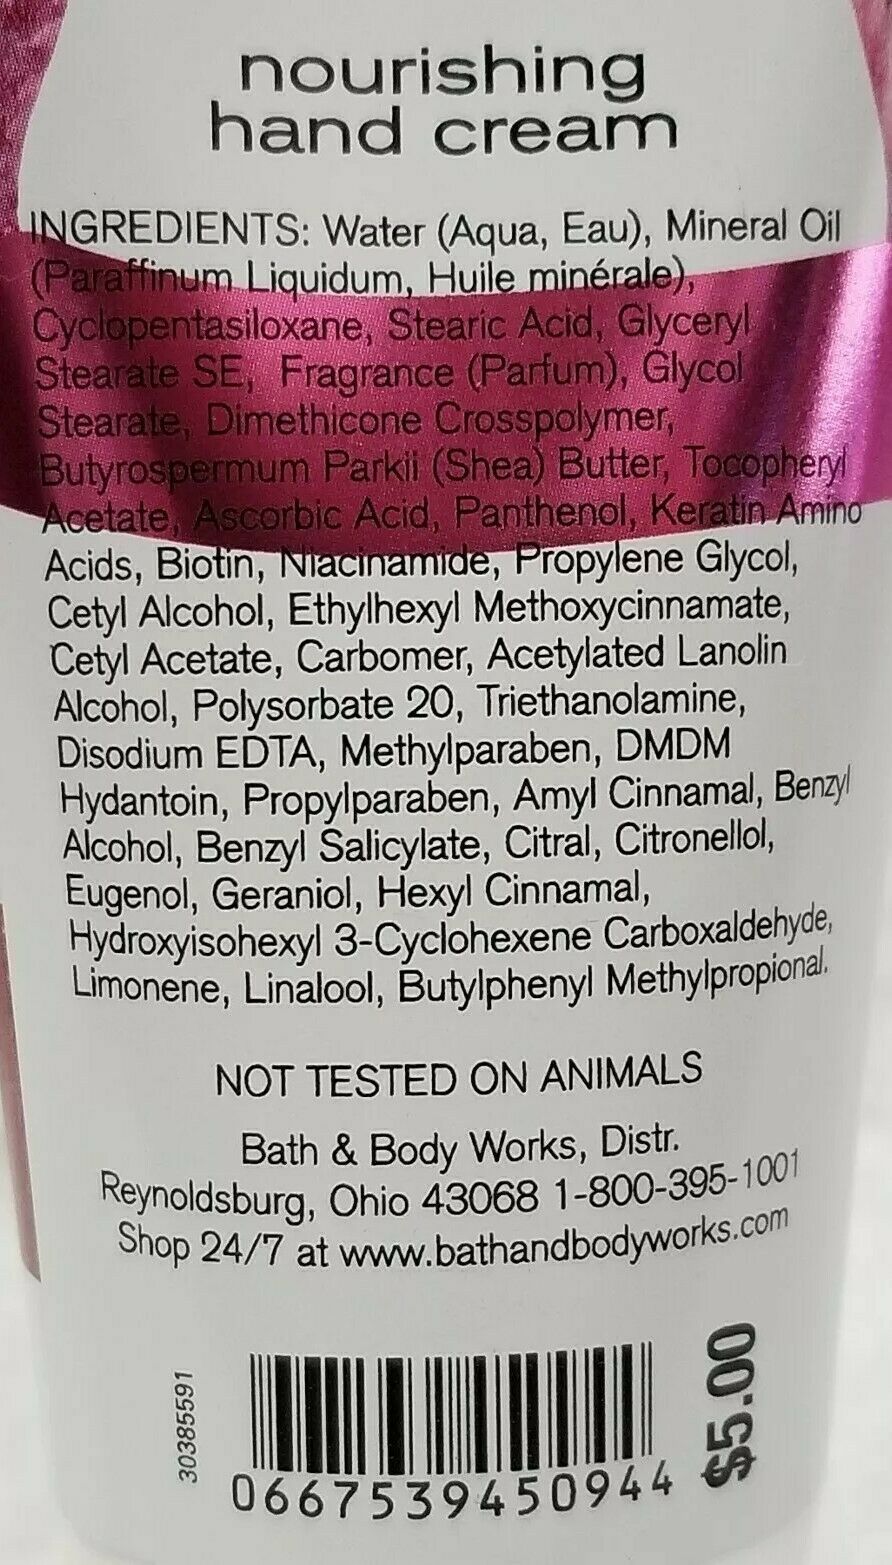 nourishing
hand cream
INGREDIENTS: Water (Aqua, Eau), Mineral Oil
(Paraffinum Liquidum, Huile minérale),
Cyclopentasiloxane, Stearic Acid, Glyceryl
Stearate SE, Fragrance (Parfum), Glycol
Stearate, Dimethicone Crosspolymer,
Butyrospermum Parkii (Shea) Butter, Tocopheryl
Acetate, Ascorbic Acid, Panthenol, Keratin Amino
Acids, Biotin, Niacinamide, Propylene Glycol,
Cetyl Alcohol, Ethylhexyl Methoxycinnamate,
Cetyl Acetate, Carbomer, Acetylated Lanolin
Alcohol, Polysorbate 20, Triethanolamine,
Disodium EDTA, Methylparaben, DMDM
Hydantoin, Propylparaben, Amyl Cinnamal, Benzyl
Alcohol, Benzyl Salicylate, Citral, Citronellol,
Eugenol, Geraniol, Hexyl Cinnamal,
Hydroxyisohexyl 3-Cyclohexene Carboxaldehyde,
Limonene, Linalool, Butylphenyl Methylpropional.
NOT TESTED ON ANIMALS
Bath & Body Works, Distr.
Reynoldsburg, Ohio 43068 1-800-395-1001
Shop 24/7 at www.bathandbodyworks.com
30385591
0667539450944
$5.00